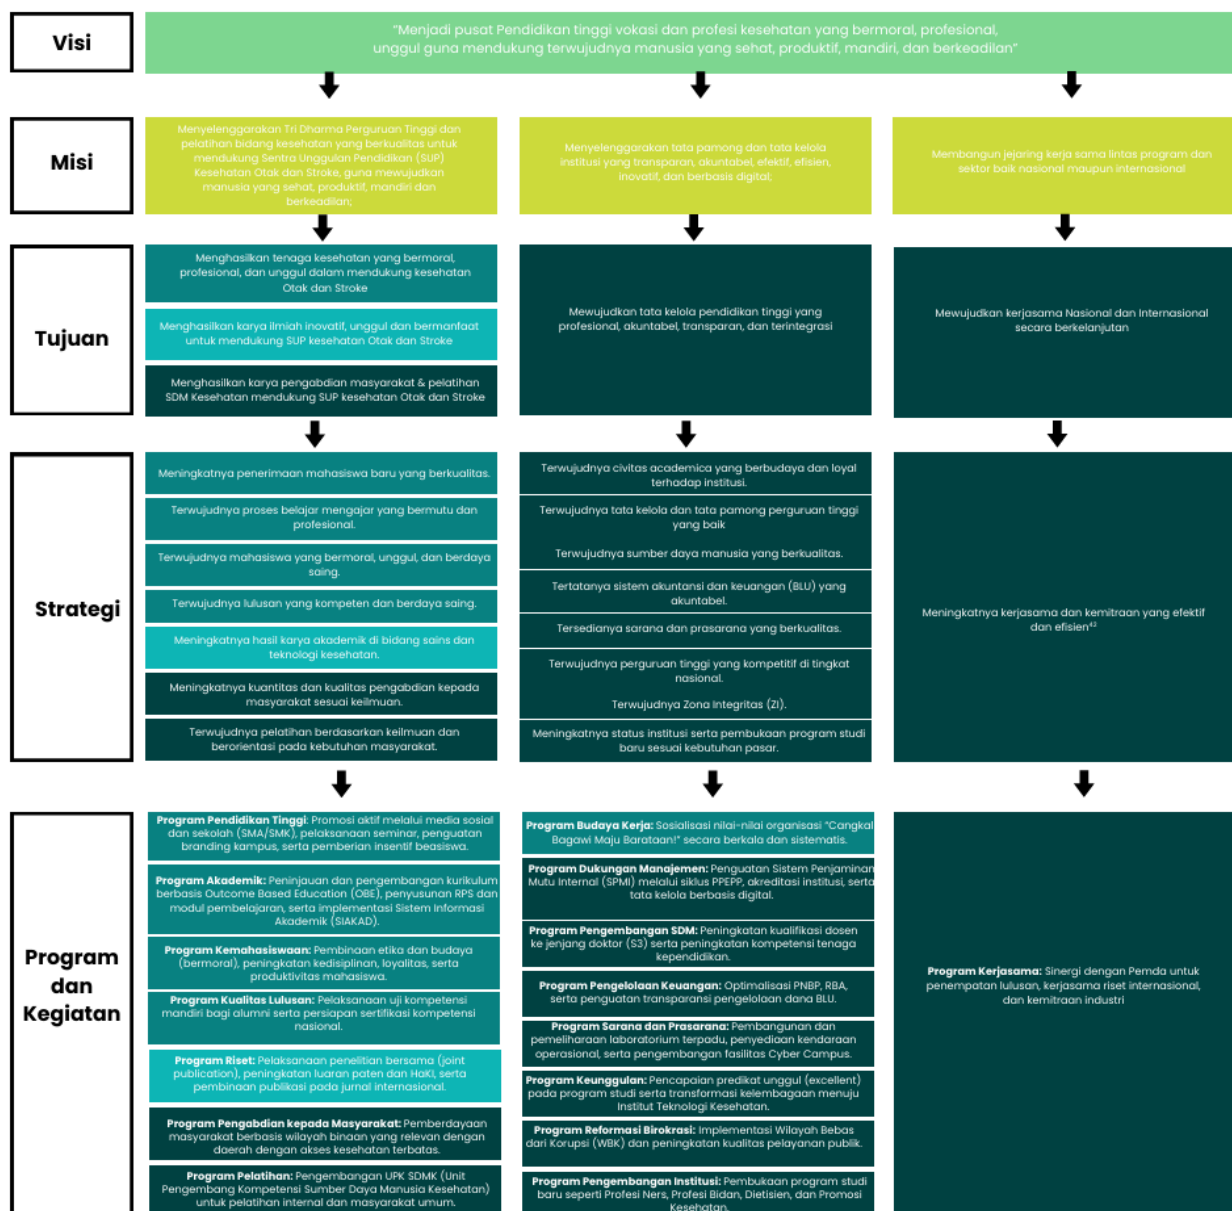 Visi
“Menjadi pusat Pendidikan tinggi vokasi dan profesi kesehatan yang bermoral, profesional,
unggul guna mendukung terwujudnya manusia yang sehat, produktif, mandiri, dan berkeadilan”
Misi
Menyelenggarakan Tri Dharma Perguruan Tinggi dan
pelatihan bidang kesehatan yang berkualitas untuk
mendukung Sentra Unggulan Pendidikan (SUP)
Kesehatan Otak dan Stroke, guna mewujudkan
manusia yang sehat, produktif, mandiri dan
berkeadilan;
Menyelenggarakan tata pamong dan tata kelola
institusi yang transparan, akuntabel, efektif, efisien,
inovatif, dan berbasis digital;
Membangun jejaring kerja sama lintas program dan
sektor baik nasional maupun internasional
Tujuan
Menghasilkan tenaga kesehatan yang bermoral,
profesional, dan unggul dalam mendukung kesehatan
Otak dan Stroke
Menghasilkan karya ilmiah inovatif, unggul dan bermanfaat
untuk mendukung SUP kesehatan Otak dan Stroke
Menghasilkan karya pengabdian masyarakat & pelatihan
SDM Kesehatan mendukung SUP kesehatan Otak dan Stroke
Mewujudkan tata kelola pendidikan tinggi yang
profesional, akuntabel, transparan, dan terintegrasi
Mewujudkan kerjasama Nasional dan Internasional
secara berkelanjutan
Strategi
Meningkatnya penerimaan mahasiswa baru yang berkualitas.
Terwujudnya proses belajar mengajar yang bermutu dan
profesional.
Terwujudnya mahasiswa yang bermoral, unggul, dan berdaya
saing.
Terwujudnya lulusan yang kompeten dan berdaya saing.
Meningkatnya hasil karya akademik di bidang sains dan
teknologi kesehatan.
Meningkatnya kuantitas dan kualitas pengabdian kepada
masyarakat sesuai keilmuan.
Terwujudnya pelatihan berdasarkan keilmuan dan
berorientasi pada kebutuhan masyarakat.
Terwujudnya civitas academica yang berbudaya dan loyal
terhadap institusi.
Terwujudnya tata kelola dan tata pamong perguruan tinggi
yang baik
Terwujudnya sumber daya manusia yang berkualitas.
Tertatanya sistem akuntansi dan keuangan (BLU) yang
akuntabel.
Tersedianya sarana dan prasarana yang berkualitas.
Terwujudnya perguruan tinggi yang kompetitif di tingkat
nasional.
Terwujudnya Zona Integritas (ZI).
Meningkatnya status institusi serta pembukaan program studi
baru sesuai kebutuhan pasar.
Meningkatnya kerjasama dan kemitraan yang efektif
dan efisien⁴³
Program
dan
Kegiatan
Program Pendidikan Tinggi: Promosi aktif melalui media sosial
dan sekolah (SMA/SMK), pelaksanaan seminar, penguatan
branding kampus, serta pemberian insentif beasiswa.
Program Akademik: Peninjauan dan pengembangan kurikulum
berbasis Outcome Based Education (OBE), penyusunan RPS dan
modul pembelajaran, serta implementasi Sistem Informasi
Akademik (SIAKAD).
Program Kemahasiswaan: Pembinaan etika dan budaya
(bermoral), peningkatan kedisiplinan, loyalitas, serta
produktivitas mahasiswa.
Program Kualitas Lulusan: Pelaksanaan uji kompetensi
mandiri bagi alumni serta persiapan sertifikasi kompetensi
nasional.
Program Riset: Pelaksanaan penelitian bersama (joint
publication), peningkatan luaran paten dan HaKI, serta
pembinaan publikasi pada jurnal internasional.
Program Pengabdian kepada Masyarakat: Pemberdayaan
masyarakat berbasis wilayah binaan yang relevan dengan
daerah dengan akses kesehatan terbatas.
Program Pelatihan: Pengembangan UPK SDMK (Unit
Pengembang Kompetensi Sumber Daya Manusia Kesehatan)
untuk pelatihan internal dan masyarakat umum.
Program Budaya Kerja: Sosialisasi nilai-nilai organisasi “Cangkal
Bagawi Maju Barataan!” secara berkala dan sistematis.
Program Dukungan Manajemen: Penguatan Sistem Penjaminan
Mutu Internal (SPMI) melalui siklus PPEPP, akreditasi institusi, serta
tata kelola berbasis digital.
Program Pengembangan SDM: Peningkatan kualifikasi dosen
ke jenjang doktor (S3) serta peningkatan kompetensi tenaga
kependidikan.
Program Pengelolaan Keuangan: Optimalisasi PNBP, RBA,
serta penguatan transparansi pengelolaan dana BLU.
Program Sarana dan Prasarana: Pembangunan dan
pemeliharaan laboratorium terpadu, penyediaan kendaraan
operasional, serta pengembangan fasilitas Cyber Campus.
Program Keunggulan: Pencapaian predikat unggul (excellent)
pada program studi serta transformasi kelembagaan menuju
Institut Teknologi Kesehatan.
Program Reformasi Birokrasi: Implementasi Wilayah Bebas
dari Korupsi (WBK) dan peningkatan kualitas pelayanan publik.
Program Pengembangan Institusi: Pembukaan program studi
baru seperti Profesi Ners, Profesi Bidan, Dietisien, dan Promosi
Kesehatan.
Program Kerjasama: Sinergi dengan Pemda untuk
penempatan lulusan, kerjasama riset internasional,
dan kemitraan industri